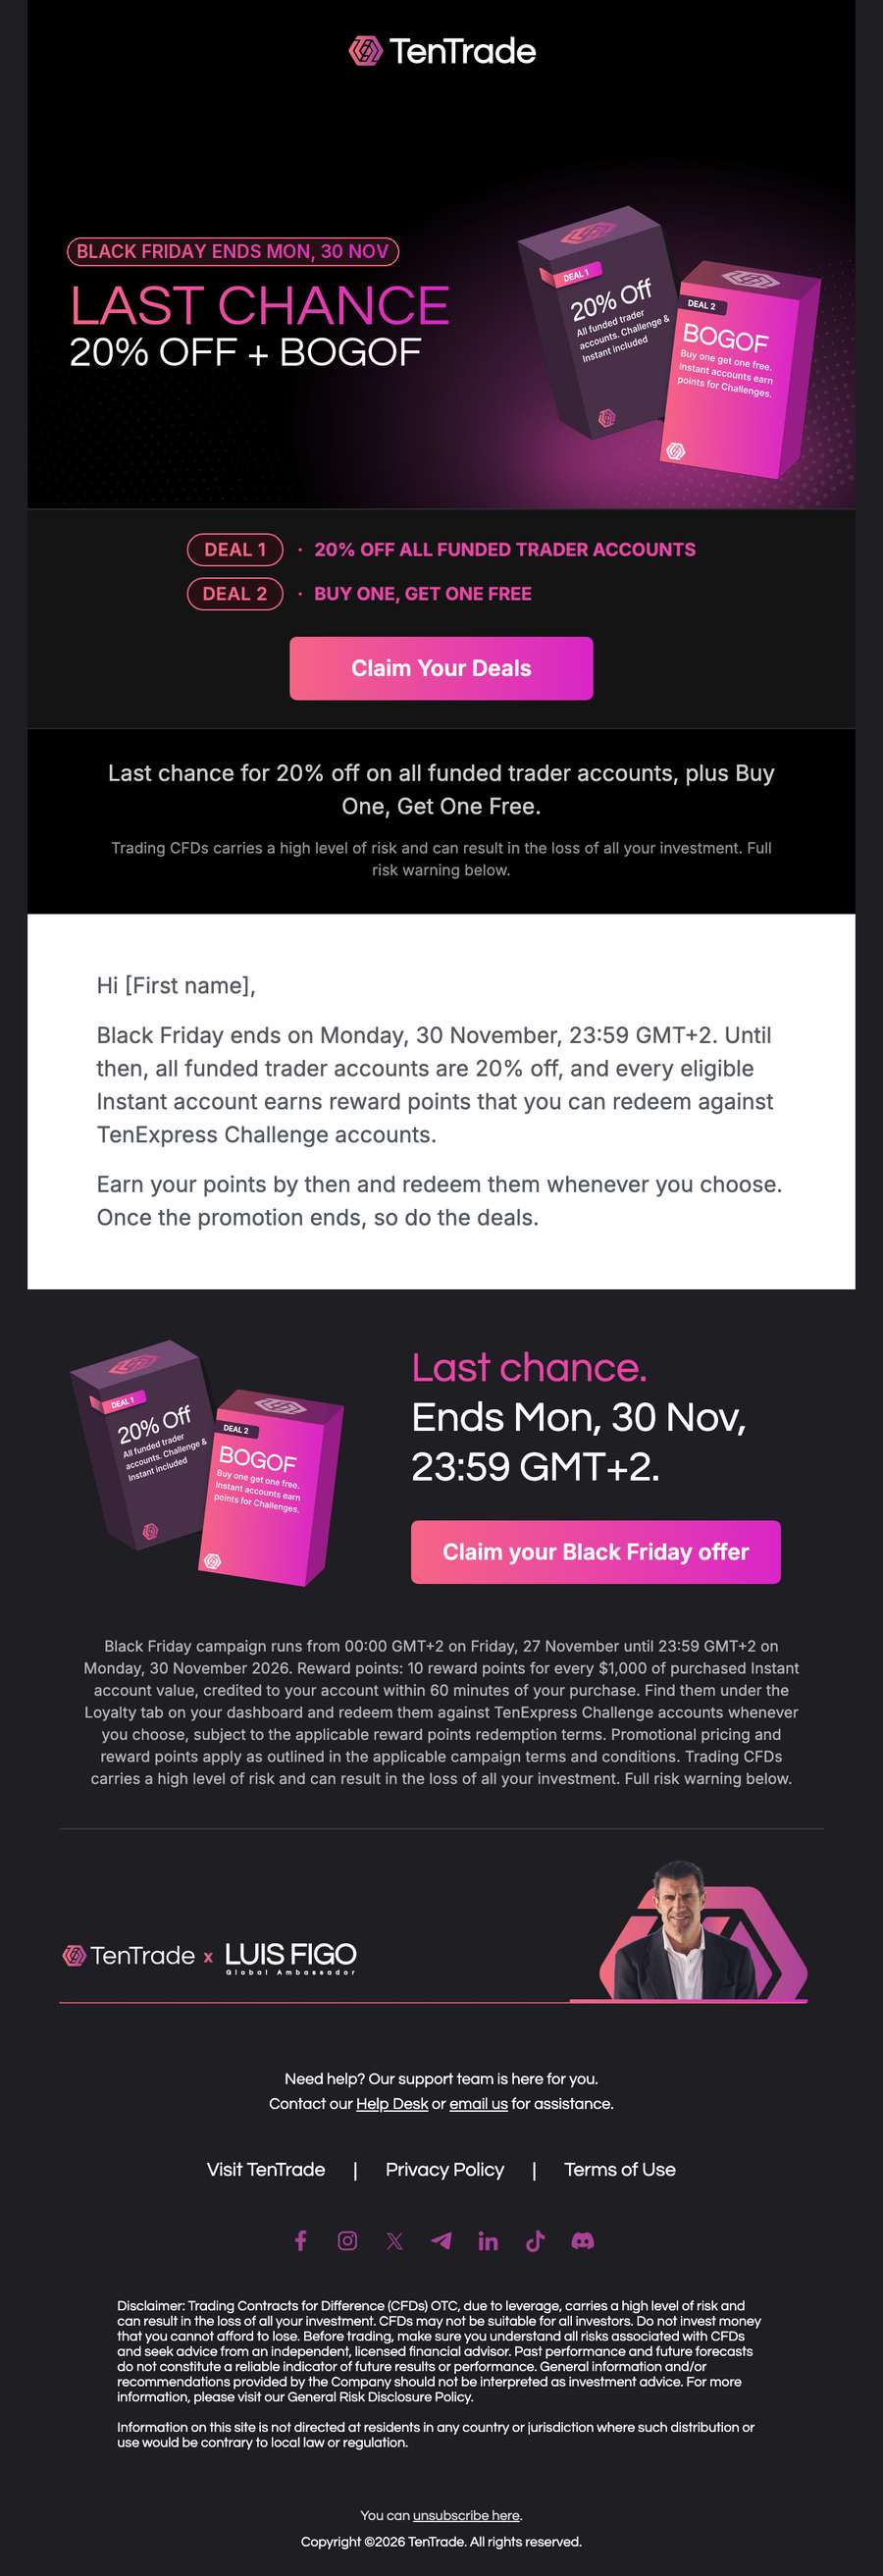 TenTrade
BLACK FRIDAY ENDS MON, 30 NOV
LAST CHANCE
20% OFF + BOGOF
DEAL 1
20% Off
All funded trader
accounts. Challenge &
Instant included
DEAL 2
BOGOF
Buy one get one free.
Instant accounts earn
points for Challenges.
DEAL 1 · 20% OFF ALL FUNDED TRADER ACCOUNTS
DEAL 2 · BUY ONE, GET ONE FREE
Claim Your Deals
Last chance for 20% off on all funded trader accounts, plus Buy
One, Get One Free.
Trading CFDs carries a high level of risk and can result in the loss of all your investment. Full
risk warning below.
Hi [First name],
Black Friday ends on Monday, 30 November, 23:59 GMT+2. Until
then, all funded trader accounts are 20% off, and every eligible
Instant account earns reward points that you can redeem against
TenExpress Challenge accounts.
Earn your points by then and redeem them whenever you choose.
Once the promotion ends, so do the deals.
DEAL 1
20% Off
All funded trader
accounts. Challenge &
Instant included
DEAL 2
BOGOF
Buy one get one free.
Instant accounts earn
points for Challenges.
Last chance.
Ends Mon, 30 Nov,
23:59 GMT+2.
Claim your Black Friday offer
Black Friday campaign runs from 00:00 GMT+2 on Friday, 27 November until 23:59 GMT+2 on
Monday, 30 November 2026. Reward points: 10 reward points for every $1,000 of purchased Instant
account value, credited to your account within 60 minutes of your purchase. Find them under the
Loyalty tab on your dashboard and redeem them against TenExpress Challenge accounts whenever
you choose, subject to the applicable reward points redemption terms. Promotional pricing and
reward points apply as outlined in the applicable campaign terms and conditions. Trading CFDs
carries a high level of risk and can result in the loss of all your investment. Full risk warning below.
TenTrade x LUIS FIGO
Global Ambassador
Need help? Our support team is here for you.
Contact our Help Desk or email us for assistance.
Visit TenTrade | Privacy Policy | Terms of Use
Disclaimer: Trading Contracts for Difference (CFDs) OTC, due to leverage, carries a high level of risk and
can result in the loss of all your investment. CFDs may not be suitable for all investors. Do not invest money
that you cannot afford to lose. Before trading, make sure you understand all risks associated with CFDs
and seek advice from an independent, licensed financial advisor. Past performance and future forecasts
do not constitute a reliable indicator of future results or performance. General information and/or
recommendations provided by the Company should not be interpreted as investment advice. For more
information, please visit our General Risk Disclosure Policy.
Information on this site is not directed at residents in any country or jurisdiction where such distribution or
use would be contrary to local law or regulation.
You can unsubscribe here.
Copyright ©2026 TenTrade. All rights reserved.